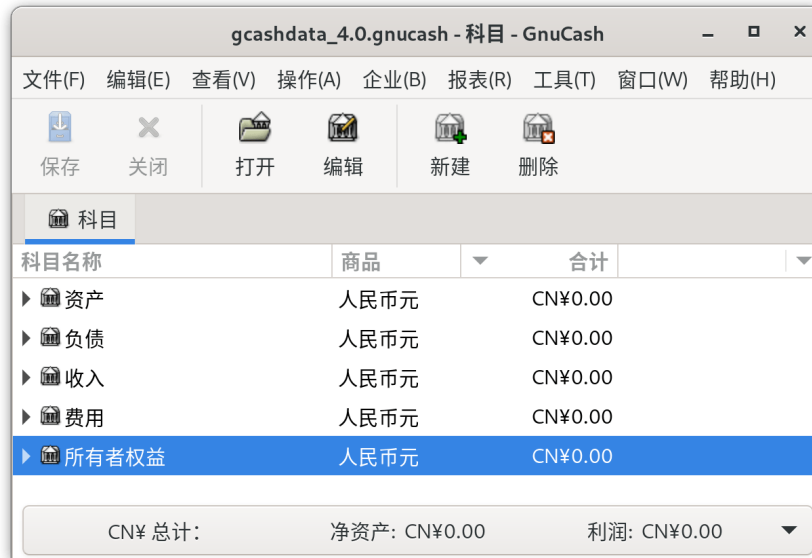 gcashdata_4.0.gnucash - 科目 - GnuCash
文件(F) 编辑(E) 查看(V) 操作(A) 企业(B) 报表(R) 工具(T) 窗口(W) 帮助(H)
保存 关闭 打开 编辑 新建 删除
科目
科目名称 商品 合计
资产 人民币元 CN¥0.00
负债 人民币元 CN¥0.00
收入 人民币元 CN¥0.00
费用 人民币元 CN¥0.00
所有者权益 人民币元 CN¥0.00
CN¥ 总计: 净资产: CN¥0.00 利润: CN¥0.00